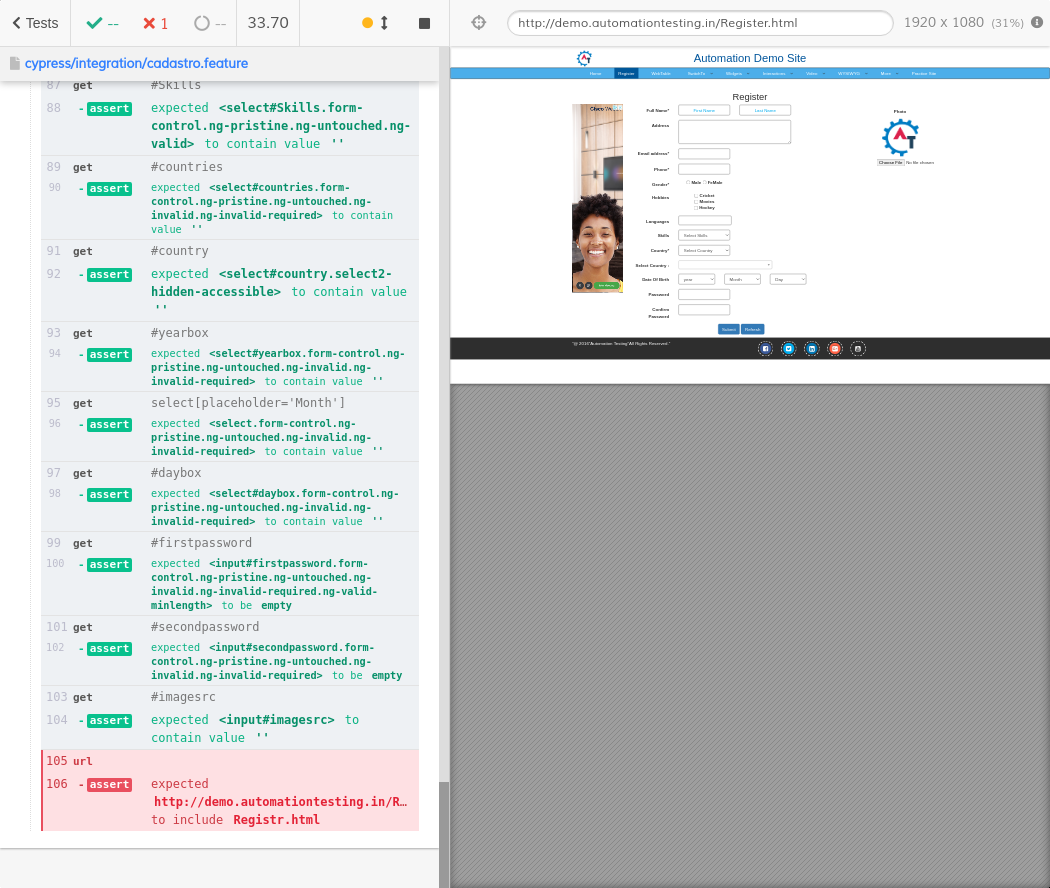 Tests
--
1
--
33.70
http://demo.automationtesting.in/Register.html
1920 x 1080 (31%)
cypress/integration/cadastro.feature
87 get #Skills
88 - assert expected <select#Skills.form-
control.ng-pristine.ng-untouched.ng-
valid> to contain value ''
89 get #countries
90 - assert expected <select#countries.form-
control.ng-pristine.ng-untouched.ng-
invalid.ng-invalid-required> to contain
value ''
91 get #country
92 - assert expected <select#country.select2-
hidden-accessible> to contain value
''
93 get #yearbox
94 - assert expected <select#yearbox.form-control.ng-
pristine.ng-untouched.ng-invalid.ng-
invalid-required> to contain value ''
95 get select[placeholder='Month']
96 - assert expected <select.form-control.ng-
pristine.ng-untouched.ng-invalid.ng-
invalid-required> to contain value ''
97 get #daybox
98 - assert expected <select#daybox.form-control.ng-
pristine.ng-untouched.ng-invalid.ng-
invalid-required> to contain value ''
99 get #firstpassword
100 - assert expected <input#firstpassword.form-
control.ng-pristine.ng-untouched.ng-
invalid.ng-invalid-required.ng-valid-
minlength> to be empty
101 get #secondpassword
102 - assert expected <input#secondpassword.form-
control.ng-pristine.ng-untouched.ng-
invalid.ng-invalid-required> to be empty
103 get #imagesrc
104 - assert expected <input#imagesrc> to
contain value ''
105 url
106 - assert expected
http://demo.automationtesting.in/R…
to include Registr.html
Automation Demo Site
Home Register WebTable SwitchTo Widgets Interactions Video WYSIWYG More Practice Site
Register
Full Name* First Name Last Name
Photo
Address
Choose File No file chosen
Email address*
Phone*
Gender* Male FeMale
Hobbies Cricket
Movies
Hockey
Languages
Skills Select Skills
Country* Select Country
Select Country :
Date Of Birth year Month Day
Password
Confirm
Password
Submit Refresh
"@ 2016"Automation Testing"All Rights Reserved."